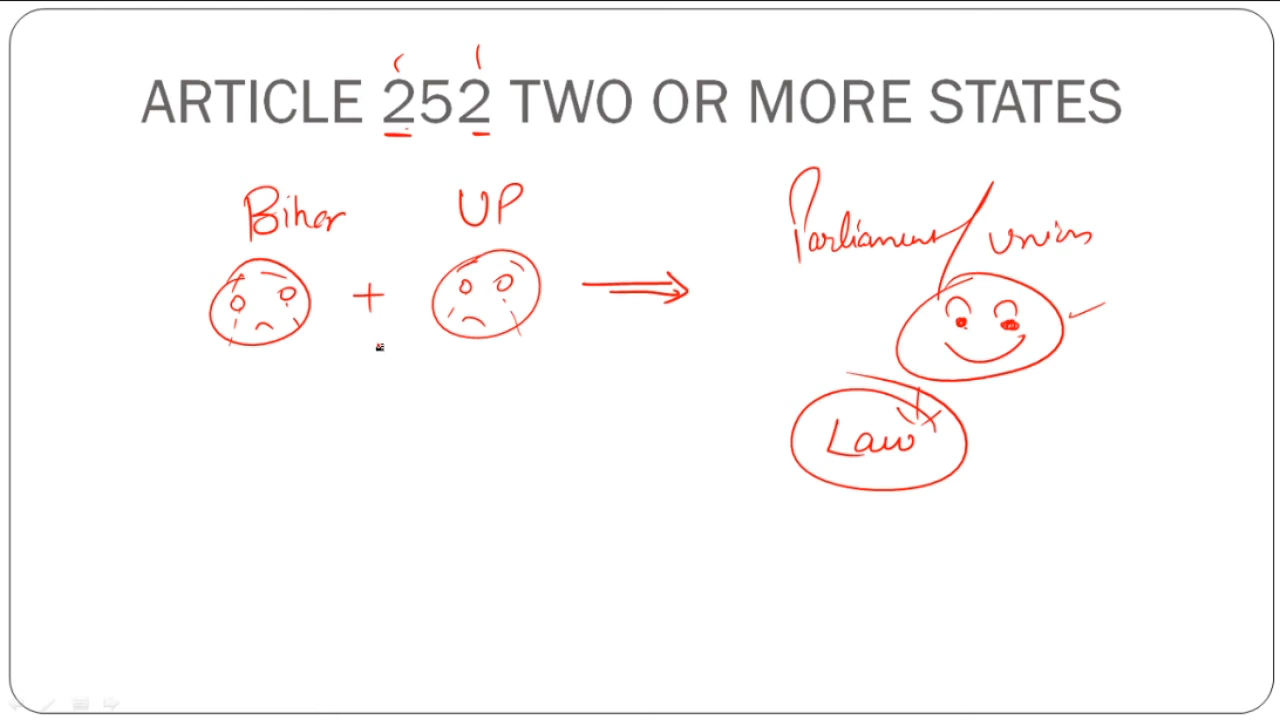 ARTICLE 252 TWO OR MORE STATES
Bihar UP Parliament/Union
+
Law